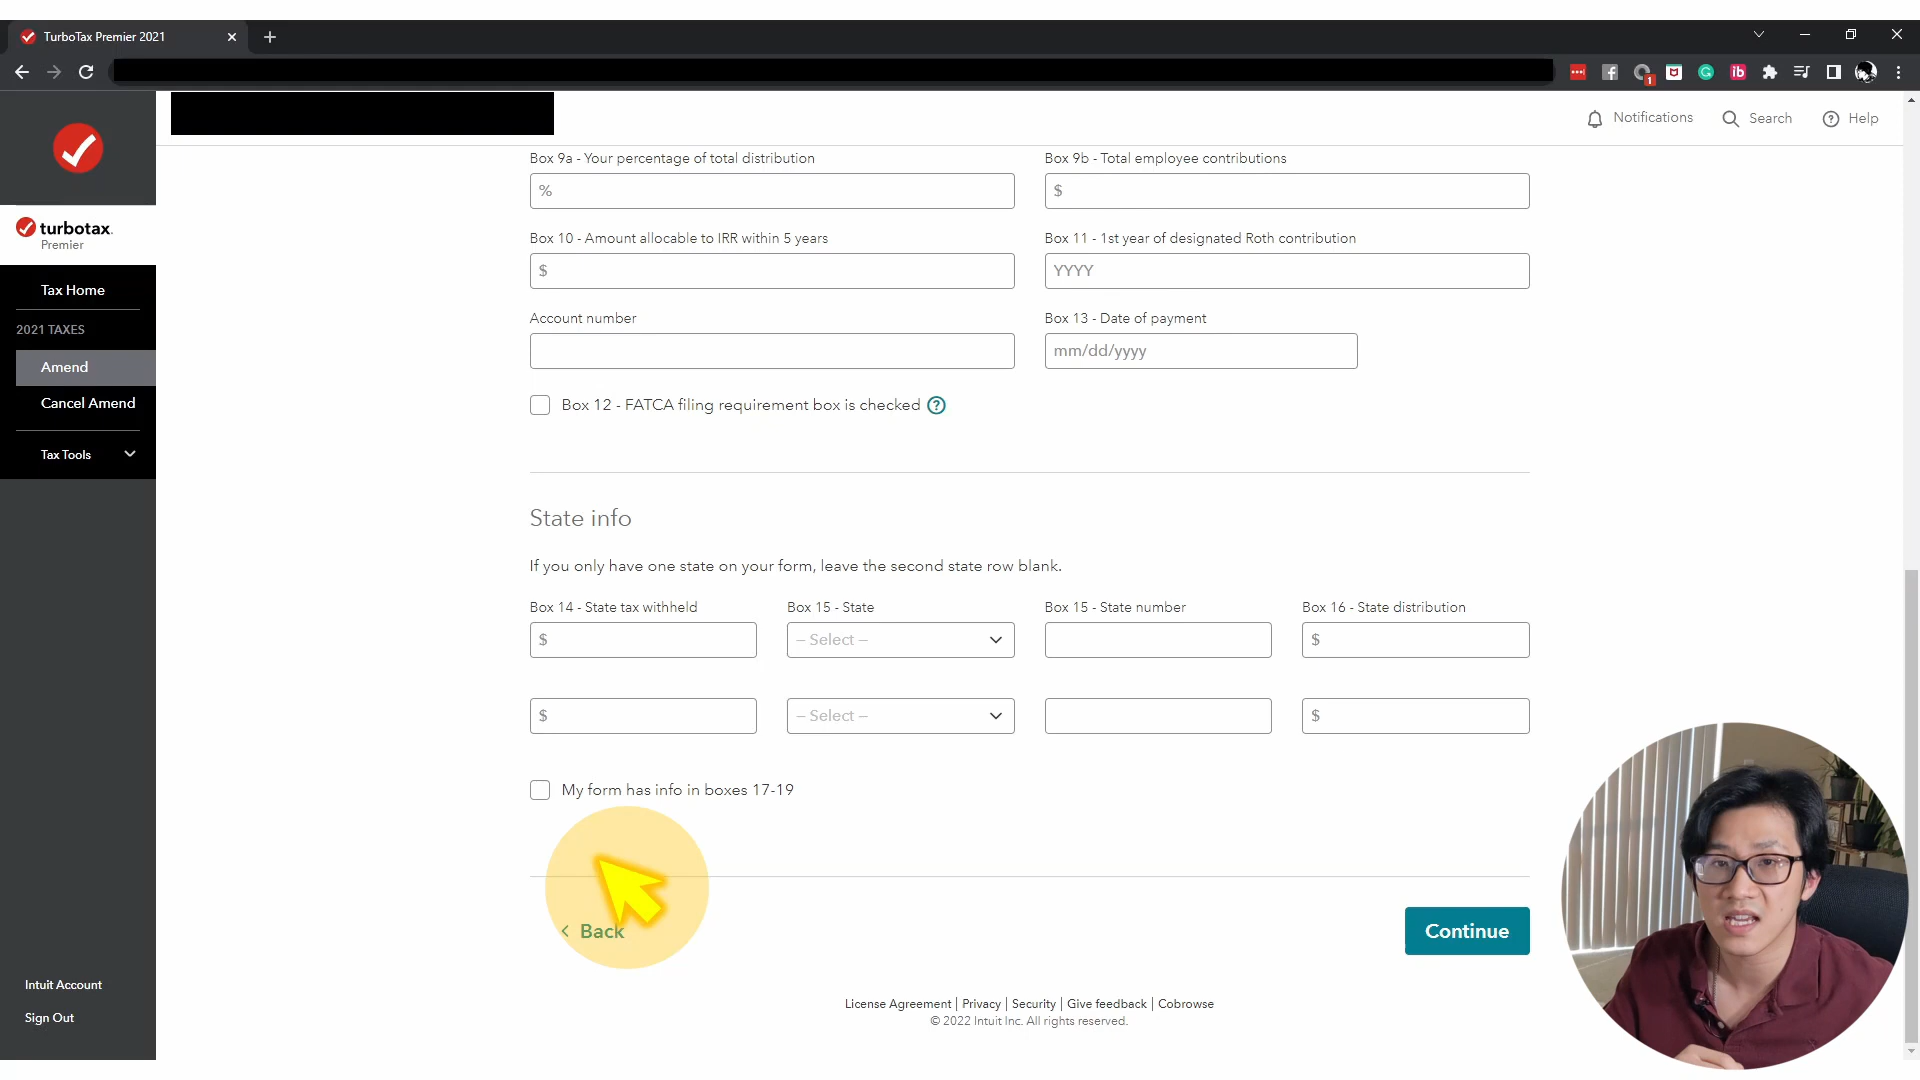 TurboTax Premier 2021
1
Notifications
Search
Help
turbotax.
Premier
Tax Home
2021 TAXES
Amend
Cancel Amend
Tax Tools
Intuit Account
Sign Out
Box 9a - Your percentage of total distribution
Box 9b - Total employee contributions
%
$
Box 10 - Amount allocable to IRR within 5 years
Box 11 - 1st year of designated Roth contribution
$
YYYY
Account number
Box 13 - Date of payment
mm/dd/yyyy
Box 12 - FATCA filing requirement box is checked ?
State info
If you only have one state on your form, leave the second state row blank.
Box 14 - State tax withheld
Box 15 - State
Box 15 - State number
Box 16 - State distribution
$
– Select –
$
$
– Select –
$
My form has info in boxes 17-19
< Back
Continue
License Agreement | Privacy | Security | Give feedback | Cobrowse
© 2022 Intuit Inc. All rights reserved.